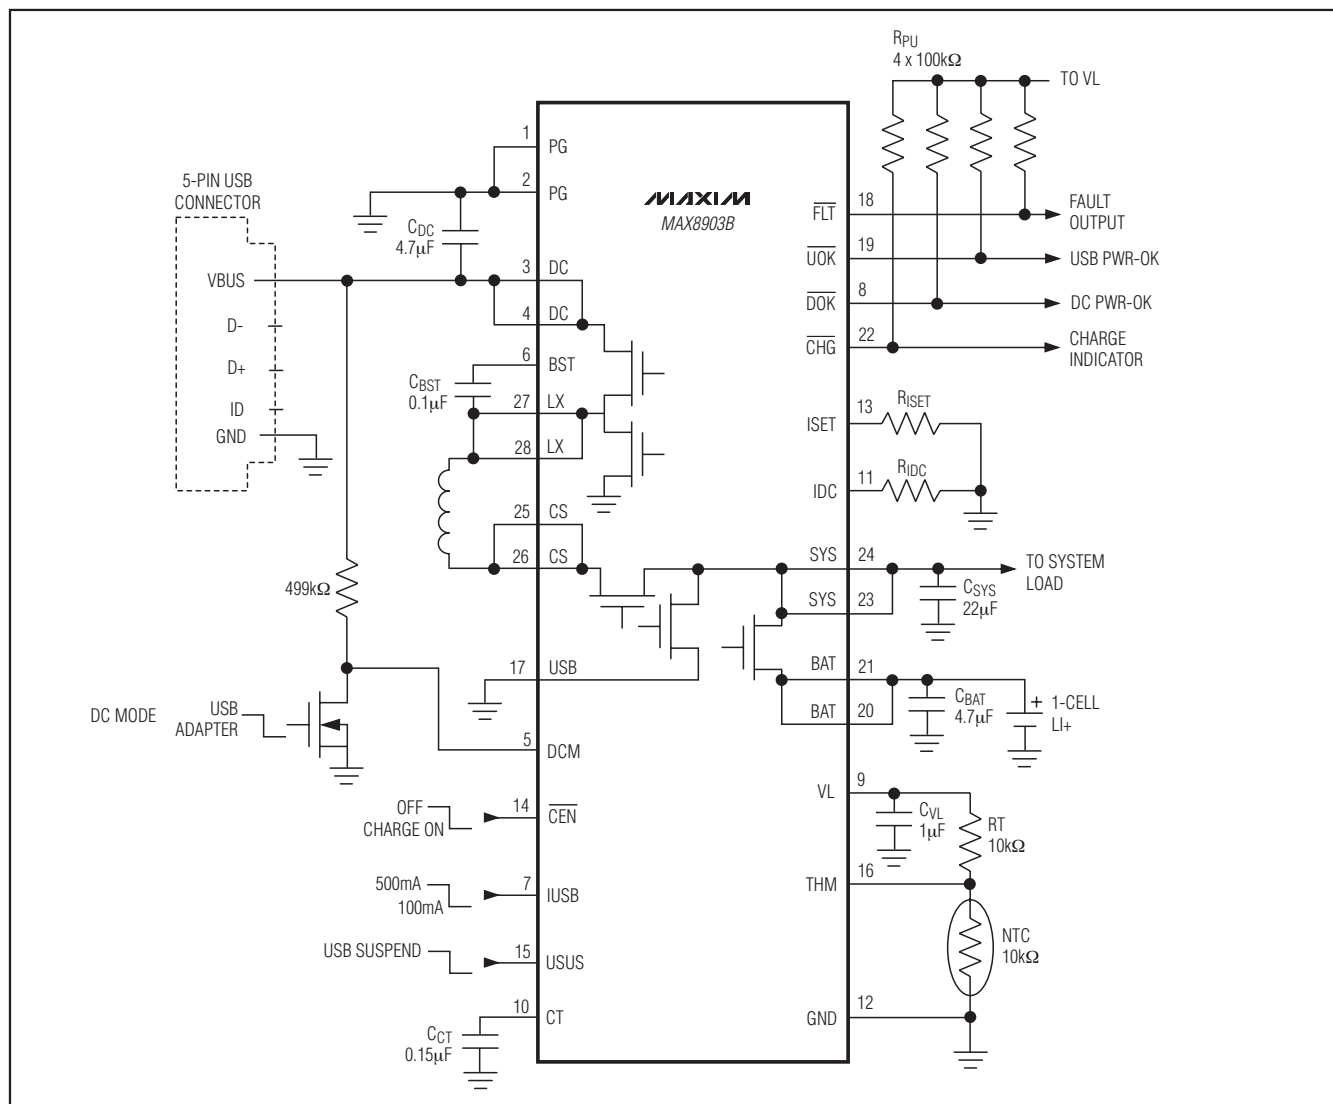 RPU
4 x 100kΩ
TO VL
1
PG
2
PG
5-PIN USB
CONNECTOR
MAXIM
MAX8903B
CDC
4.7μF
VBUS
D-
D+
ID
GND
3
DC
4
DC
6
BST
CBST
0.1μF
27
LX
28
LX
25
CS
26
CS
499kΩ
17
USB
DC MODE
USB
ADAPTER
5
DCM
OFF
CHARGE ON
14
CEN
500mA
100mA
7
IUSB
USB SUSPEND
15
USUS
10
CT
CCT
0.15μF
FLT
18
FAULT
OUTPUT
UOK
19
USB PWR-OK
DOK
8
DC PWR-OK
CHG
22
CHARGE
INDICATOR
ISET
13
RISET
IDC
11
RIDC
SYS
24
TO SYSTEM
LOAD
SYS
23
CSYS
22μF
BAT
21
BAT
20
CBAT
4.7μF
+
1-CELL
LI+
VL
9
CVL
1μF
RT
10kΩ
THM
16
NTC
10kΩ
GND
12